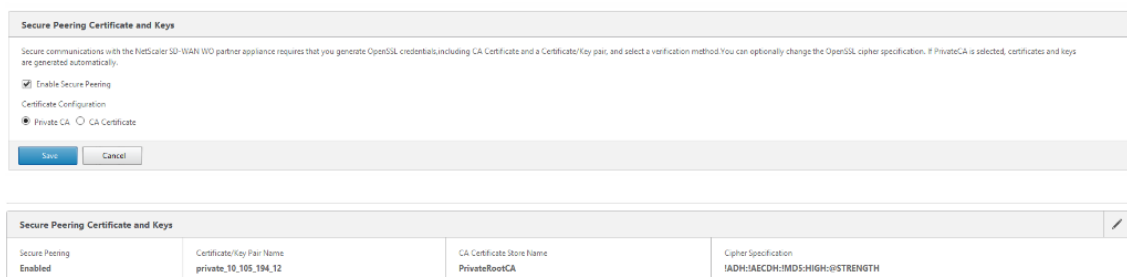 Secure Peering Certificate and Keys
Secure communications with the NetScaler SD-WAN WO partner appliance requires that you generate OpenSSL credentials,including CA Certificate and a Certificate/Key pair, and select a verification method.You can optionally change the OpenSSL cipher specification. If PrivateCA is selected, certificates and keys
are generated automatically.
Enable Secure Peering
Certificate Configuration
Private CA CA Certificate
Save Cancel
Secure Peering Certificate and Keys
Secure Peering Certificate/Key Pair Name CA Certificate Store Name Cipher Specification
Enabled private_10_105_194_12 PrivateRootCA !ADH:!AECDH:!MD5:HIGH:@STRENGTH